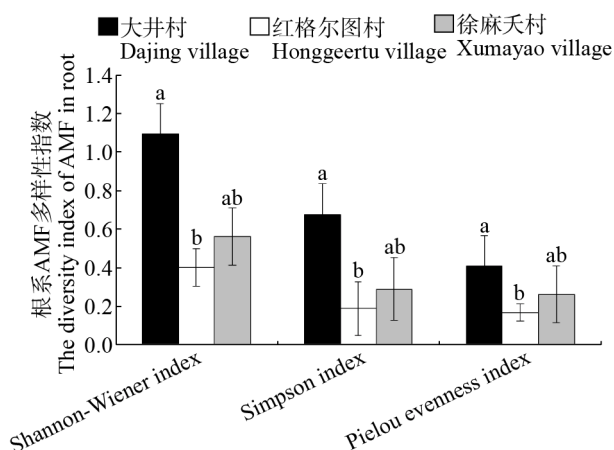 大井村 红格尔图村 徐麻夭村
Dajing village Honggeertu village Xumayao village
根系AMF多样性指数
The diversity index of AMF in root
1.4
1.2
1.0
0.8
0.6
0.4
0.2
0.0
a
b
ab
a
b
ab
a
b
ab
Shannon-Wiener index
Simpson index
Pielou evenness index